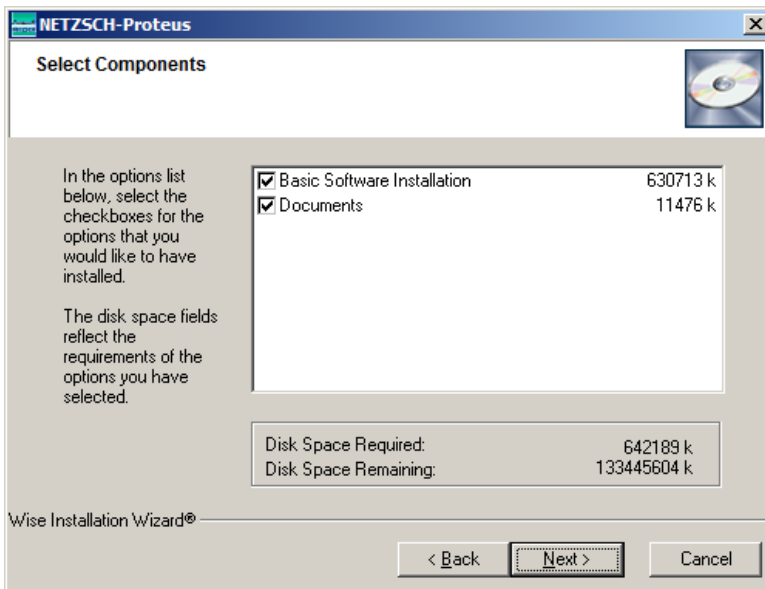 NETZSCH-Proteus
Select Components
In the options list
below, select the
checkboxes for the
options that you
would like to have
installed.
The disk space fields
reflect the
requirements of the
options you have
selected.
Basic Software Installation 630713 k
Documents 11476 k
Disk Space Required: 642189 k
Disk Space Remaining: 133445604 k
Wise Installation Wizard®
< Back
Next >
Cancel